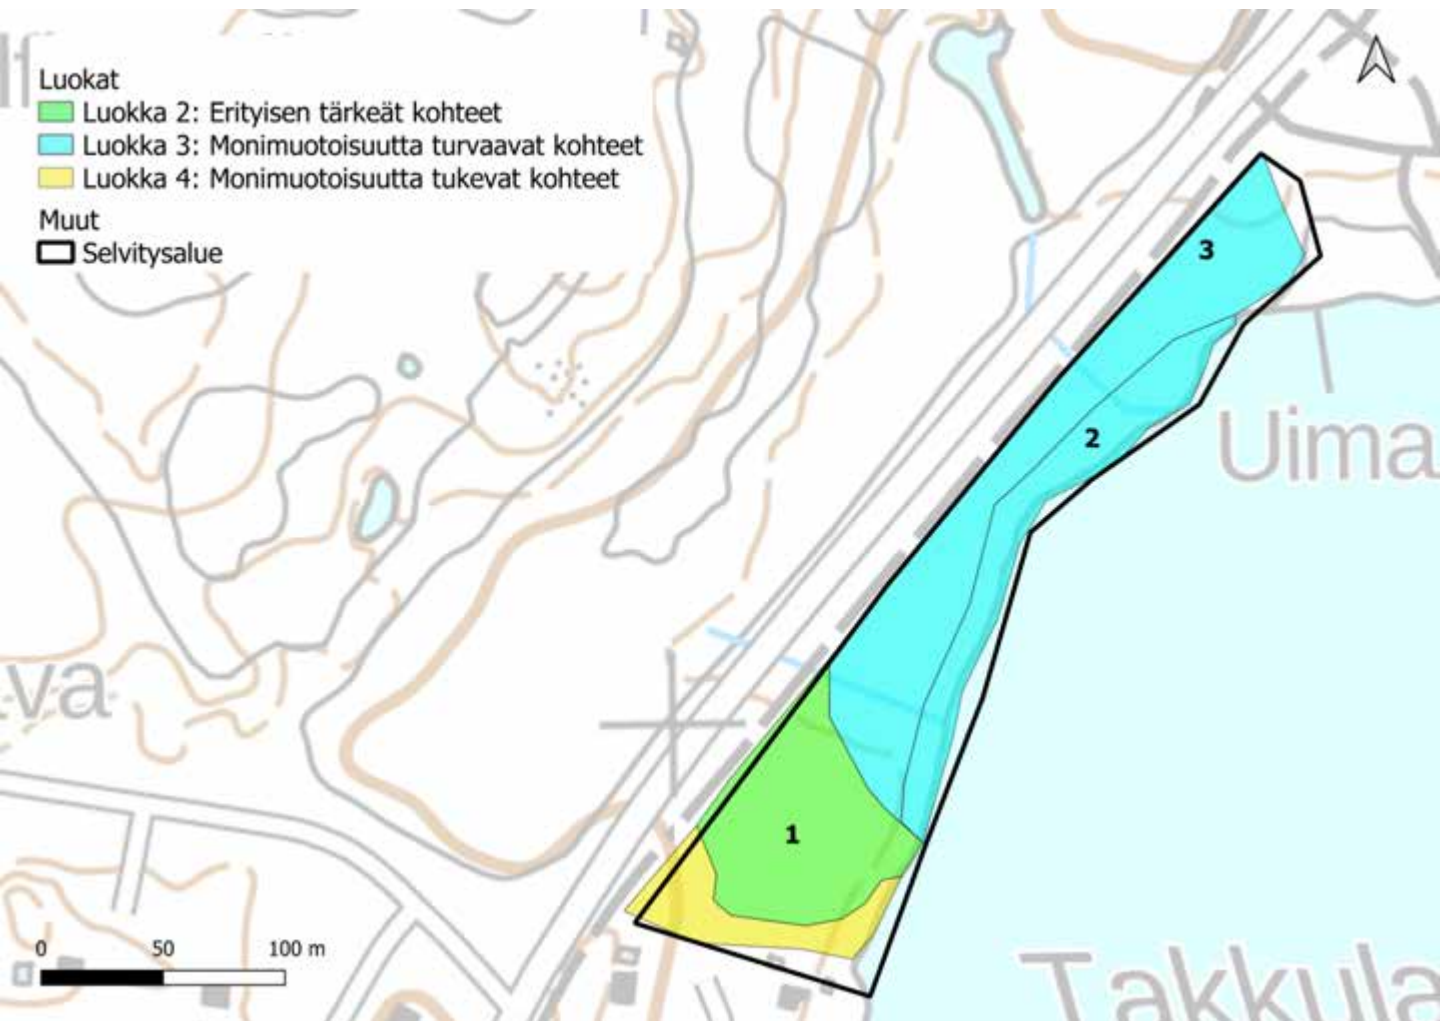 Luokat
Luokka 2: Erityisen tärkeät kohteet
Luokka 3: Monimuotoisuutta turvaavat kohteet
Luokka 4: Monimuotoisuutta tukevat kohteet
Muut
Selvitysalue
3
2
Uima
va
1
0 50 100 m
Takkula